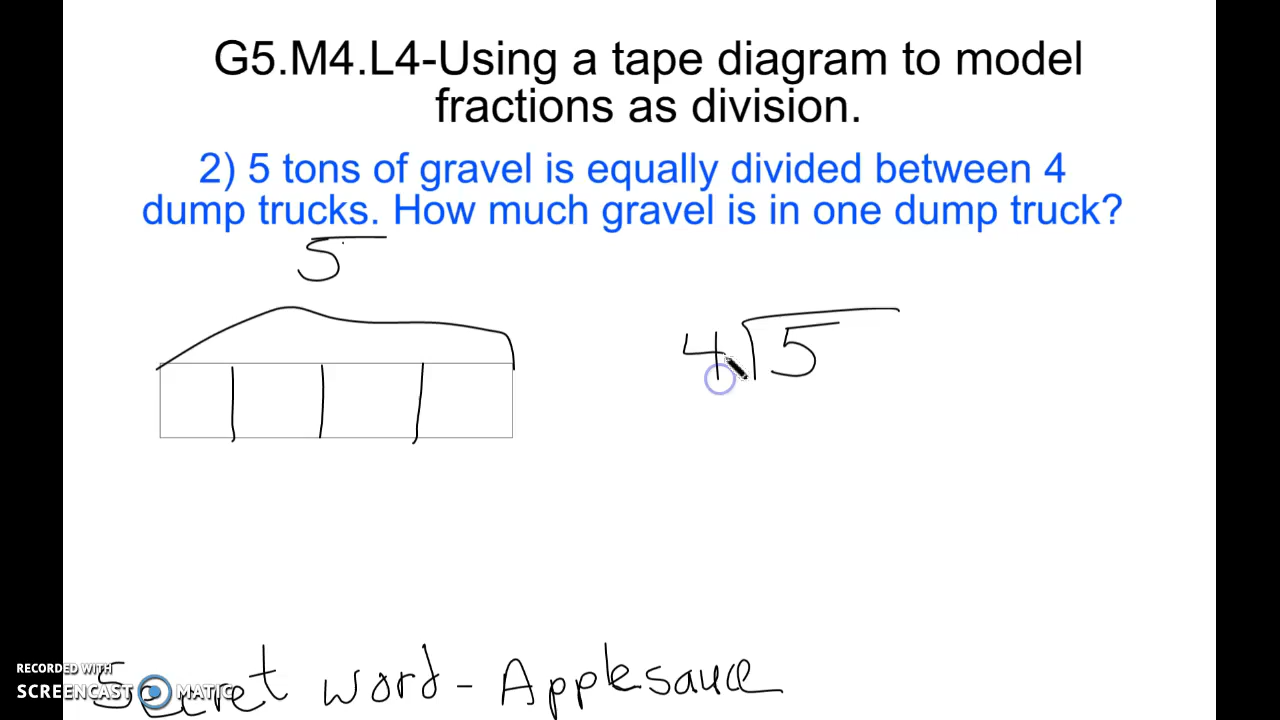 G5.M4.L4-Using a tape diagram to model
fractions as division.
2) 5 tons of gravel is equally divided between 4
dump trucks. How much gravel is in one dump truck?
5
4 5
RECORDED WITH
SCREENCAST MATIC
Secret word - Applesauce